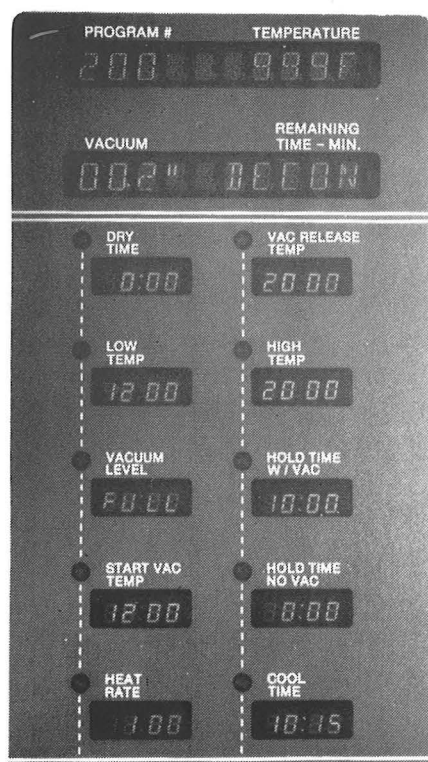 PROGRAM # TEMPERATURE
200 999F
VACUUM REMAINING TIME – MIN.
00.2" DECON
DRY TIME
0:00
VAC RELEASE TEMP
20 00
LOW TEMP
12 00
HIGH TEMP
20 00
VACUUM LEVEL
FULL
HOLD TIME W / VAC
10:00
START VAC TEMP
12 00
HOLD TIME NO VAC
0:00
HEAT RATE
1 00
COOL TIME
10:15